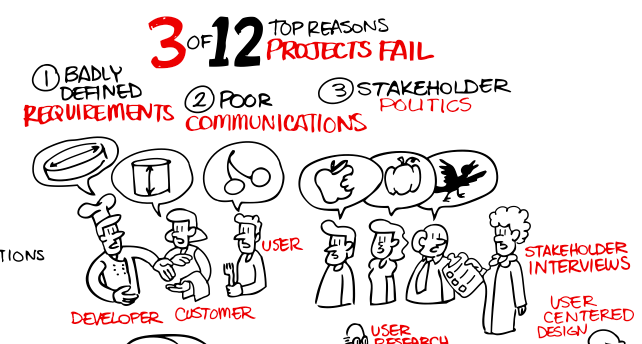 3 OF 12 TOP REASONS
PROJECTS FAIL
1 BADLY
DEFINED
REQUIREMENTS
2 POOR
COMMUNICATIONS
3 STAKEHOLDER
POLITICS
USER
TIONS
DEVELOPER CUSTOMER
STAKEHOLDER
INTERVIEWS
USER
CENTERED
DESIGN
USER
RESEARCH